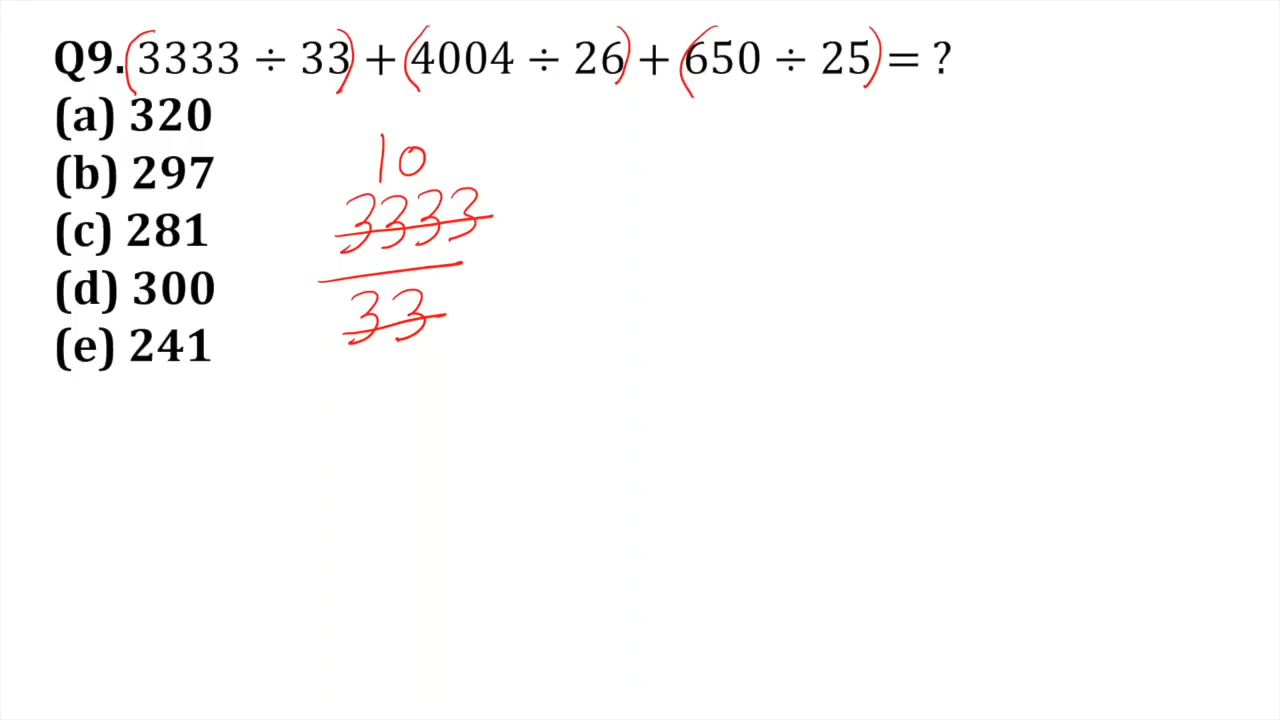 Q9. (3333 ÷ 33) + (4004 ÷ 26) + (650 ÷ 25) = ?
(a) 320
(b) 297
(c) 281
(d) 300
(e) 241
10
3333
33